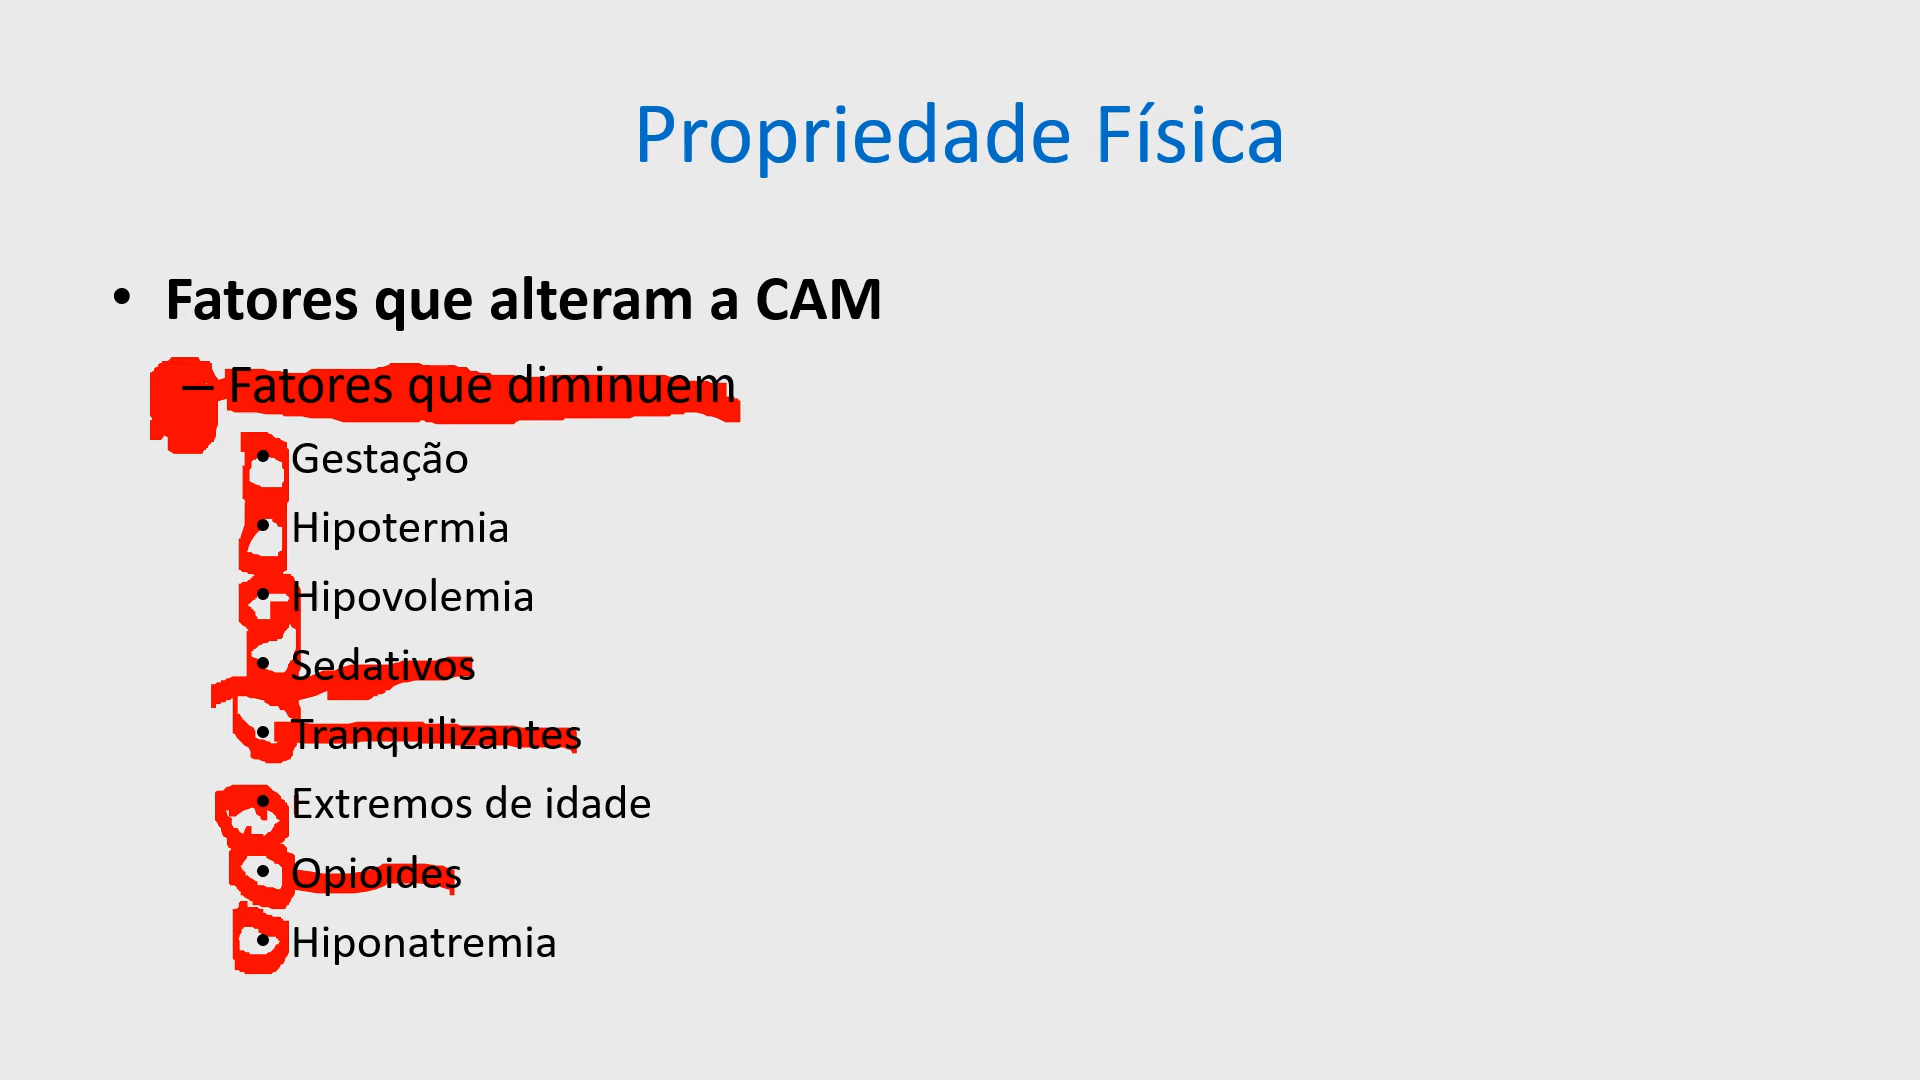 Propriedade Física
• Fatores que alteram a CAM
– Fatores que diminuem
• Gestação
• Hipotermia
• Hipovolemia
• Sedativos
• Tranquilizantes
• Extremos de idade
• Opioides
• Hiponatremia